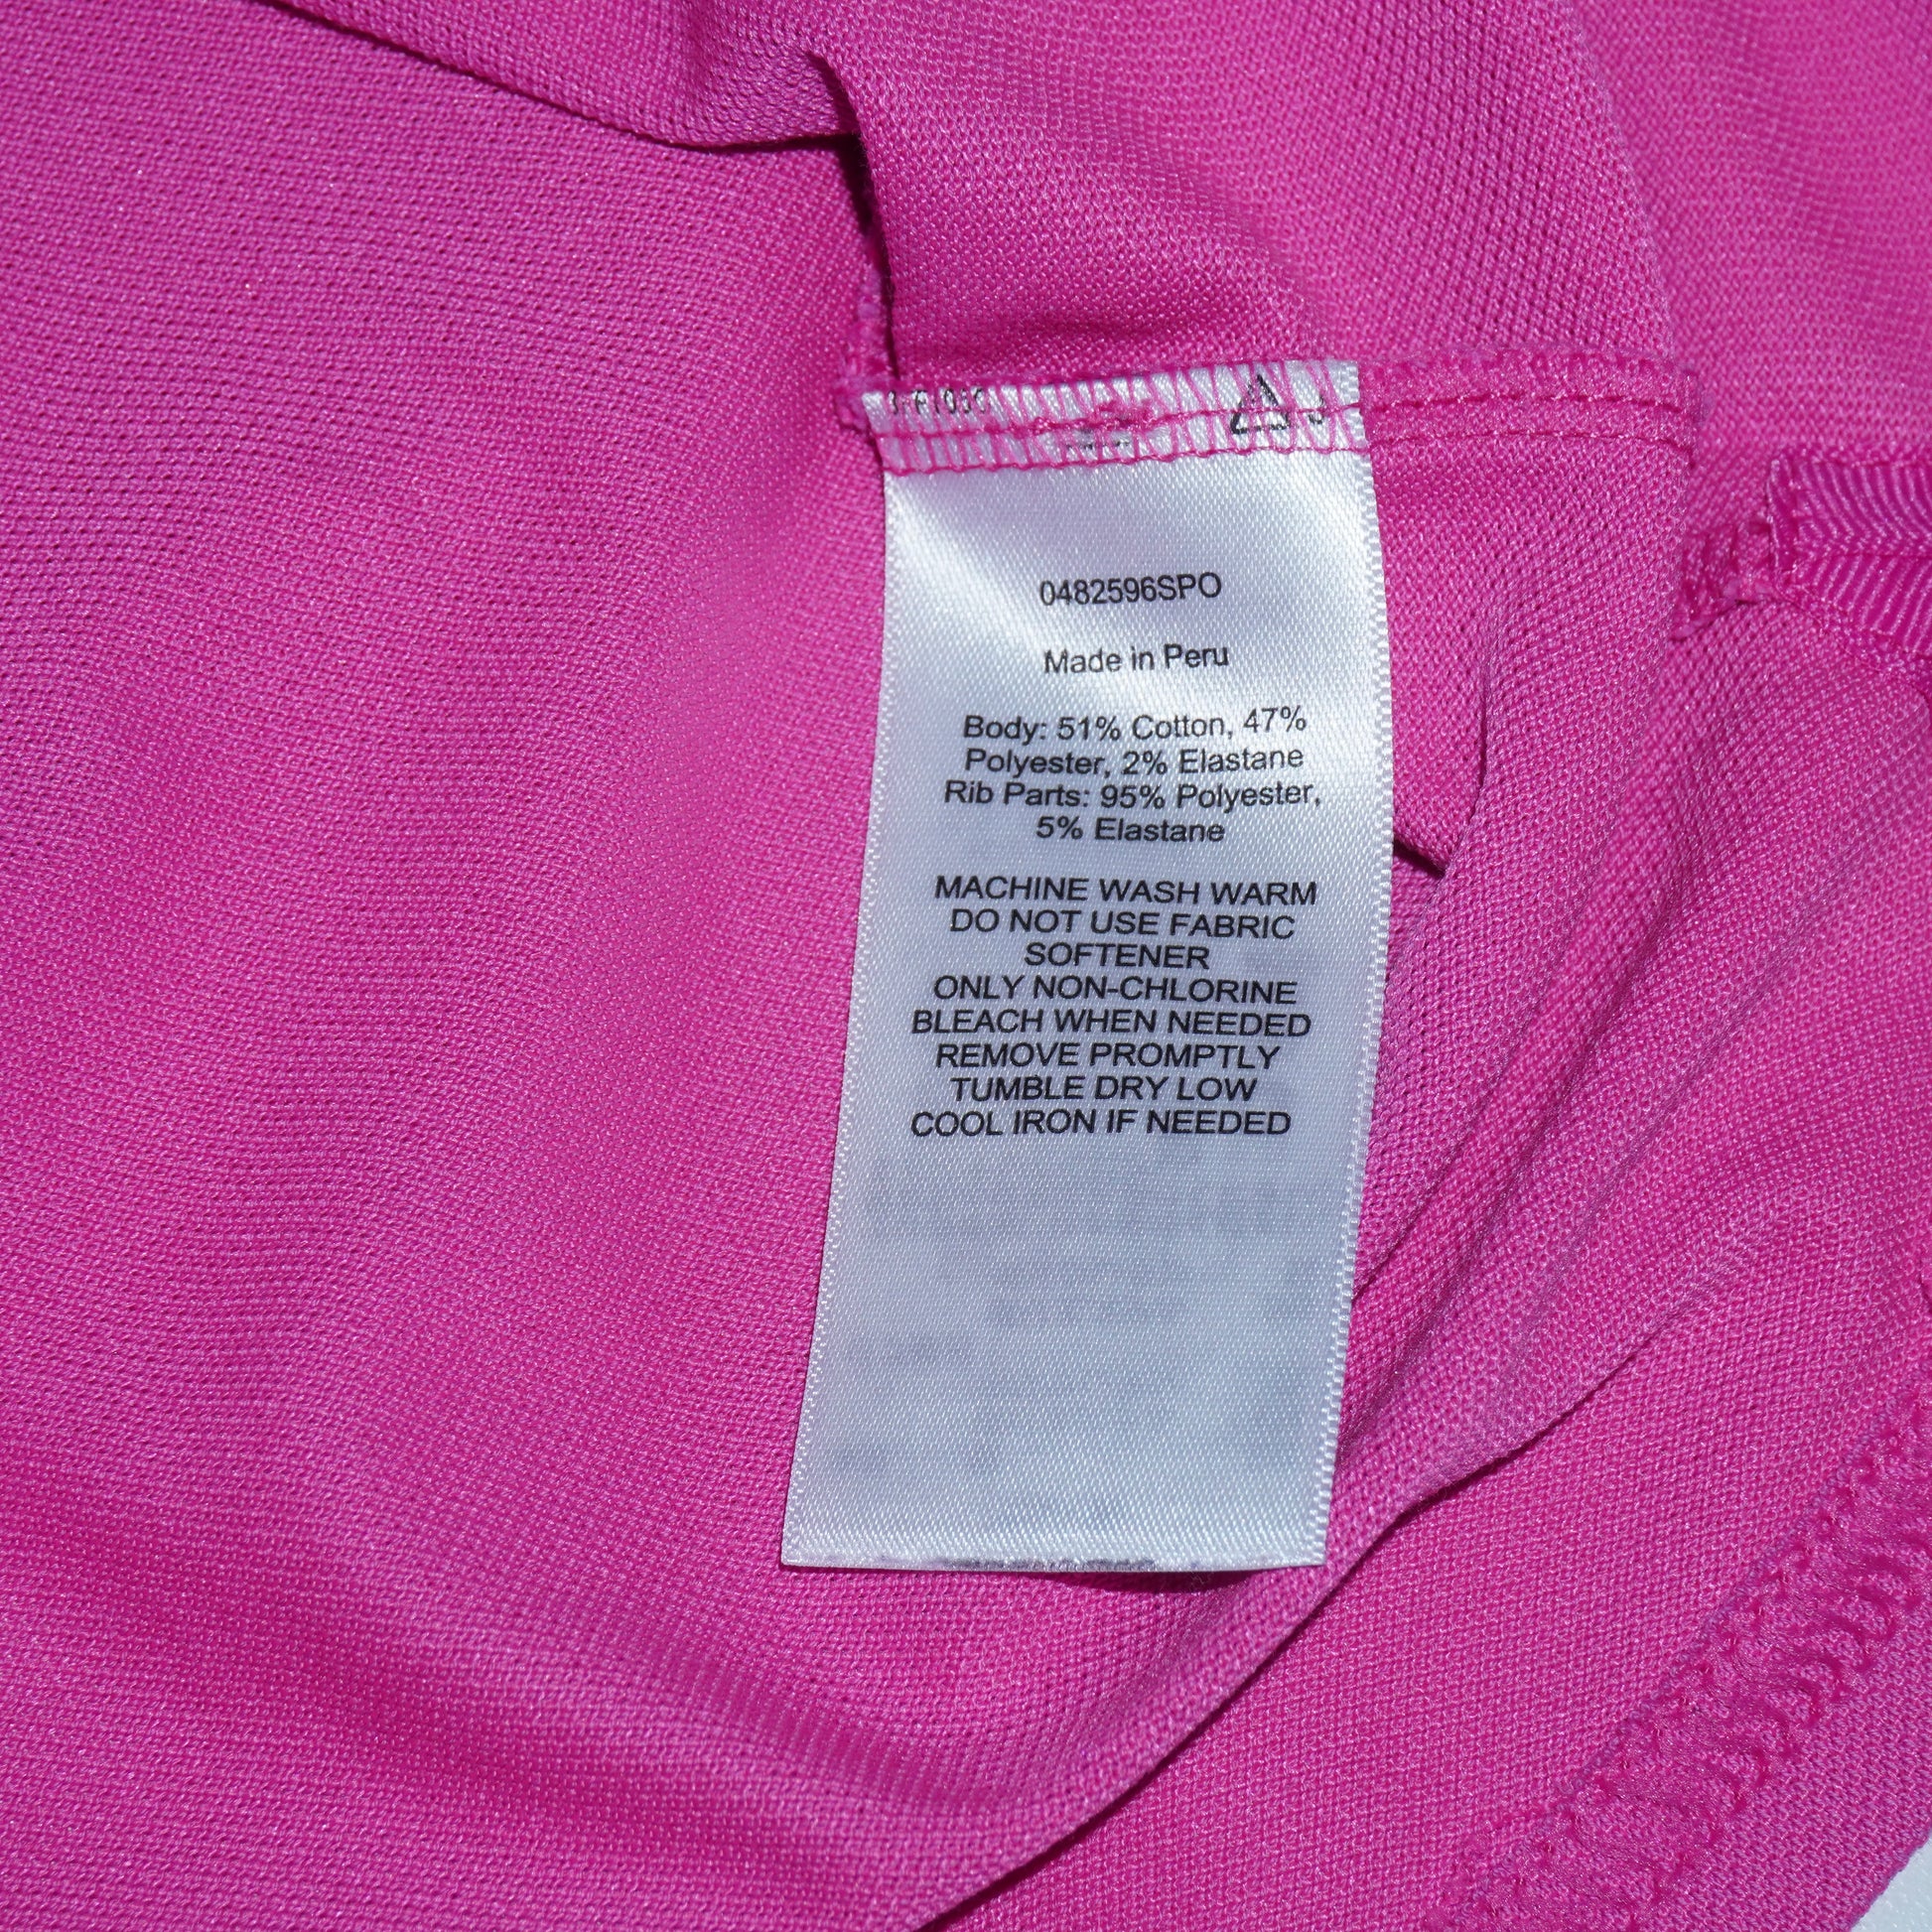 0482596SPO
Made in Peru
Body: 51% Cotton, 47%
Polyester, 2% Elastane
Rib Parts: 95% Polyester,
5% Elastane
MACHINE WASH WARM
DO NOT USE FABRIC
SOFTENER
ONLY NON-CHLORINE
BLEACH WHEN NEEDED
REMOVE PROMPTLY
TUMBLE DRY LOW
COOL IRON IF NEEDED